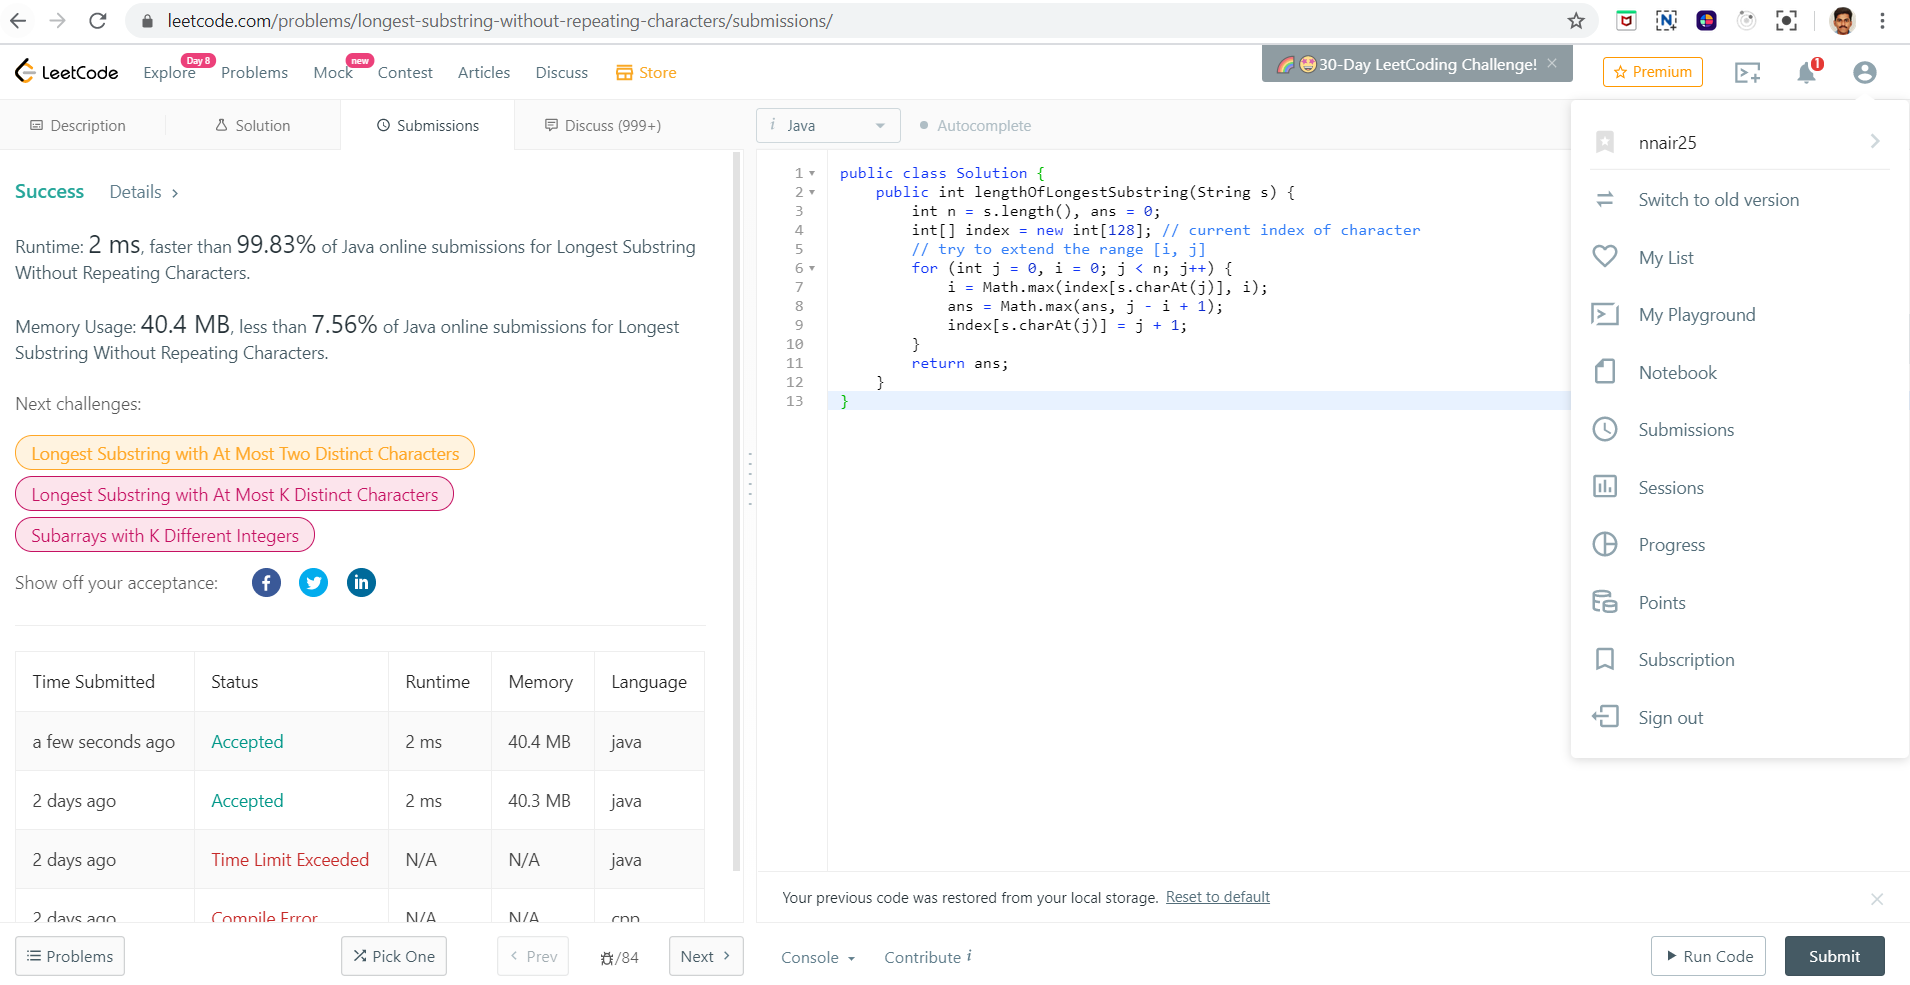 leetcode.com/problems/longest-substring-without-repeating-characters/submissions/
LeetCode
Explore
Day 8
Problems
Mock
new
Contest
Articles
Discuss
Store
🌈 🤩30-Day LeetCoding Challenge! ×
Premium
1
Description
Solution
Submissions
Discuss (999+)
i Java
Autocomplete
Success
Details >
Runtime: 2 ms, faster than 99.83% of Java online submissions for Longest Substring
Without Repeating Characters.
Memory Usage: 40.4 MB, less than 7.56% of Java online submissions for Longest
Substring Without Repeating Characters.
Next challenges:
Longest Substring with At Most Two Distinct Characters
Longest Substring with At Most K Distinct Characters
Subarrays with K Different Integers
Show off your acceptance:
Time Submitted Status Runtime Memory Language
a few seconds ago Accepted 2 ms 40.4 MB java
2 days ago Accepted 2 ms 40.3 MB java
2 days ago Time Limit Exceeded N/A N/A java
2 days ago Compile Error N/A N/A cpp
1 public class Solution {
2 public int lengthOfLongestSubstring(String s) {
3 int n = s.length(), ans = 0;
4 int[] index = new int[128]; // current index of character
5 // try to extend the range [i, j]
6 for (int j = 0, i = 0; j < n; j++) {
7 i = Math.max(index[s.charAt(j)], i);
8 ans = Math.max(ans, j - i + 1);
9 index[s.charAt(j)] = j + 1;
10 }
11 return ans;
12 }
13 }
nnair25
Switch to old version
My List
My Playground
Notebook
Submissions
Sessions
Progress
Points
Subscription
Sign out
Your previous code was restored from your local storage. Reset to default
Problems
Pick One
< Prev
/84
Next >
Console
Contribute i
Run Code
Submit